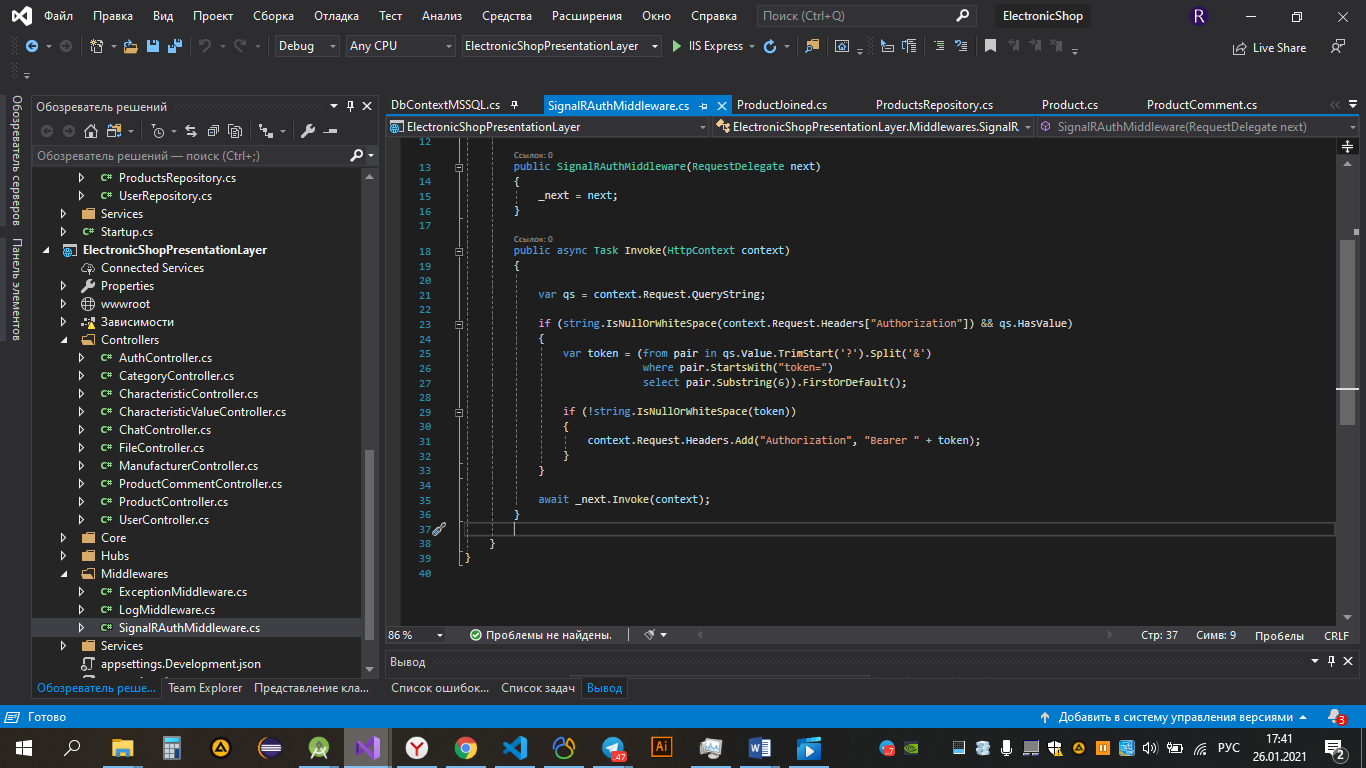 Файл Правка Вид Проект Сборка Отладка Тест Анализ Средства Расширения Окно Справка Поиск (Ctrl+Q) ElectronicShop R
Debug Any CPU ElectronicShopPresentationLayer IIS Express Live Share
Обозреватель серверов
Панель элементов
Обозреватель решений
Обозреватель решений — поиск (Ctrl+;)
C# ProductsRepository.cs
C# UserRepository.cs
Services
C# Startup.cs
ElectronicShopPresentationLayer
Connected Services
Properties
wwwroot
Зависимости
Controllers
C# AuthController.cs
C# CategoryController.cs
C# CharacteristicController.cs
C# CharacteristicValueController.cs
C# ChatController.cs
C# FileController.cs
C# ManufacturerController.cs
C# ProductCommentController.cs
C# ProductController.cs
C# UserController.cs
Core
Hubs
Middlewares
C# ExceptionMiddleware.cs
C# LogMiddleware.cs
C# SignalRAuthMiddleware.cs
Services
appsettings.Development.json
Обозреватель реше... Team Explorer Представление кла...
DbContextMSSQL.cs SignalRAuthMiddleware.cs ProductJoined.cs ProductsRepository.cs Product.cs ProductComment.cs
ElectronicShopPresentationLayer ElectronicShopPresentationLayer.Middlewares.SignalR SignalRAuthMiddleware(RequestDelegate next)
12
Ссылок: 0
13 public SignalRAuthMiddleware(RequestDelegate next)
14 {
15 _next = next;
16 }
17
Ссылок: 0
18 public async Task Invoke(HttpContext context)
19 {
20
21 var qs = context.Request.QueryString;
22
23 if (string.IsNullOrWhiteSpace(context.Request.Headers["Authorization"]) && qs.HasValue)
24 {
25 var token = (from pair in qs.Value.TrimStart('?').Split('&')
26 where pair.StartsWith("token=")
27 select pair.Substring(6)).FirstOrDefault();
28
29 if (!string.IsNullOrWhiteSpace(token))
30 {
31 context.Request.Headers.Add("Authorization", "Bearer " + token);
32 }
33 }
34
35 await _next.Invoke(context);
36 }
37
38 }
39 }
40
86 % Проблемы не найдены. Стр: 37 Симв: 9 Пробелы CRLF
Вывод
Список ошибок... Список задач Вывод
Готово Добавить в систему управления версиями 3
Y .47 Ai W РУС 17:41
26.01.2021 2